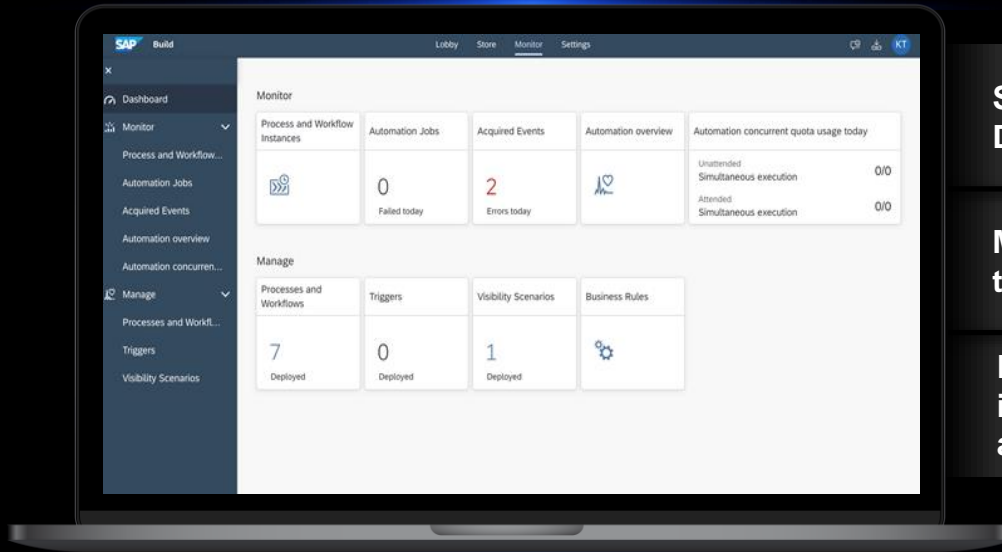 SAP Build
Lobby Store Monitor Settings
KT
Dashboard
Monitor
Process and Workflow...
Automation Jobs
Acquired Events
Automation overview
Automation concurren...
Manage
Processes and Workfl...
Triggers
Visibility Scenarios
Monitor
Process and Workflow
Instances
Automation Jobs
0
Failed today
Acquired Events
2
Errors today
Automation overview
Automation concurrent quota usage today
Unattended
Simultaneous execution 0/0
Attended
Simultaneous execution 0/0
Manage
Processes and
Workflows
7
Deployed
Triggers
0
Deployed
Visibility Scenarios
1
Deployed
Business Rules